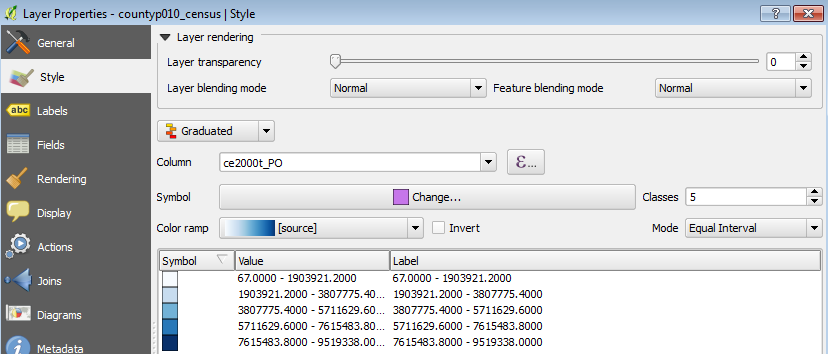 Layer Properties - countyp010_census | Style
General
Style
abc Labels
Fields
Rendering
Display
Actions
Joins
Diagrams
Metadata
Layer rendering
Layer transparency 0
Layer blending mode Normal Feature blending mode Normal
Graduated
Column ce2000t_PO ε...
Symbol Change... Classes 5
Color ramp [source] Invert Mode Equal Interval
Symbol Value Label
67.0000 - 1903921.2000 67.0000 - 1903921.2000
1903921.2000 - 3807775.40... 1903921.2000 - 3807775.4000
3807775.4000 - 5711629.60... 3807775.4000 - 5711629.6000
5711629.6000 - 7615483.80... 5711629.6000 - 7615483.8000
7615483.8000 - 9519338.00... 7615483.8000 - 9519338.0000